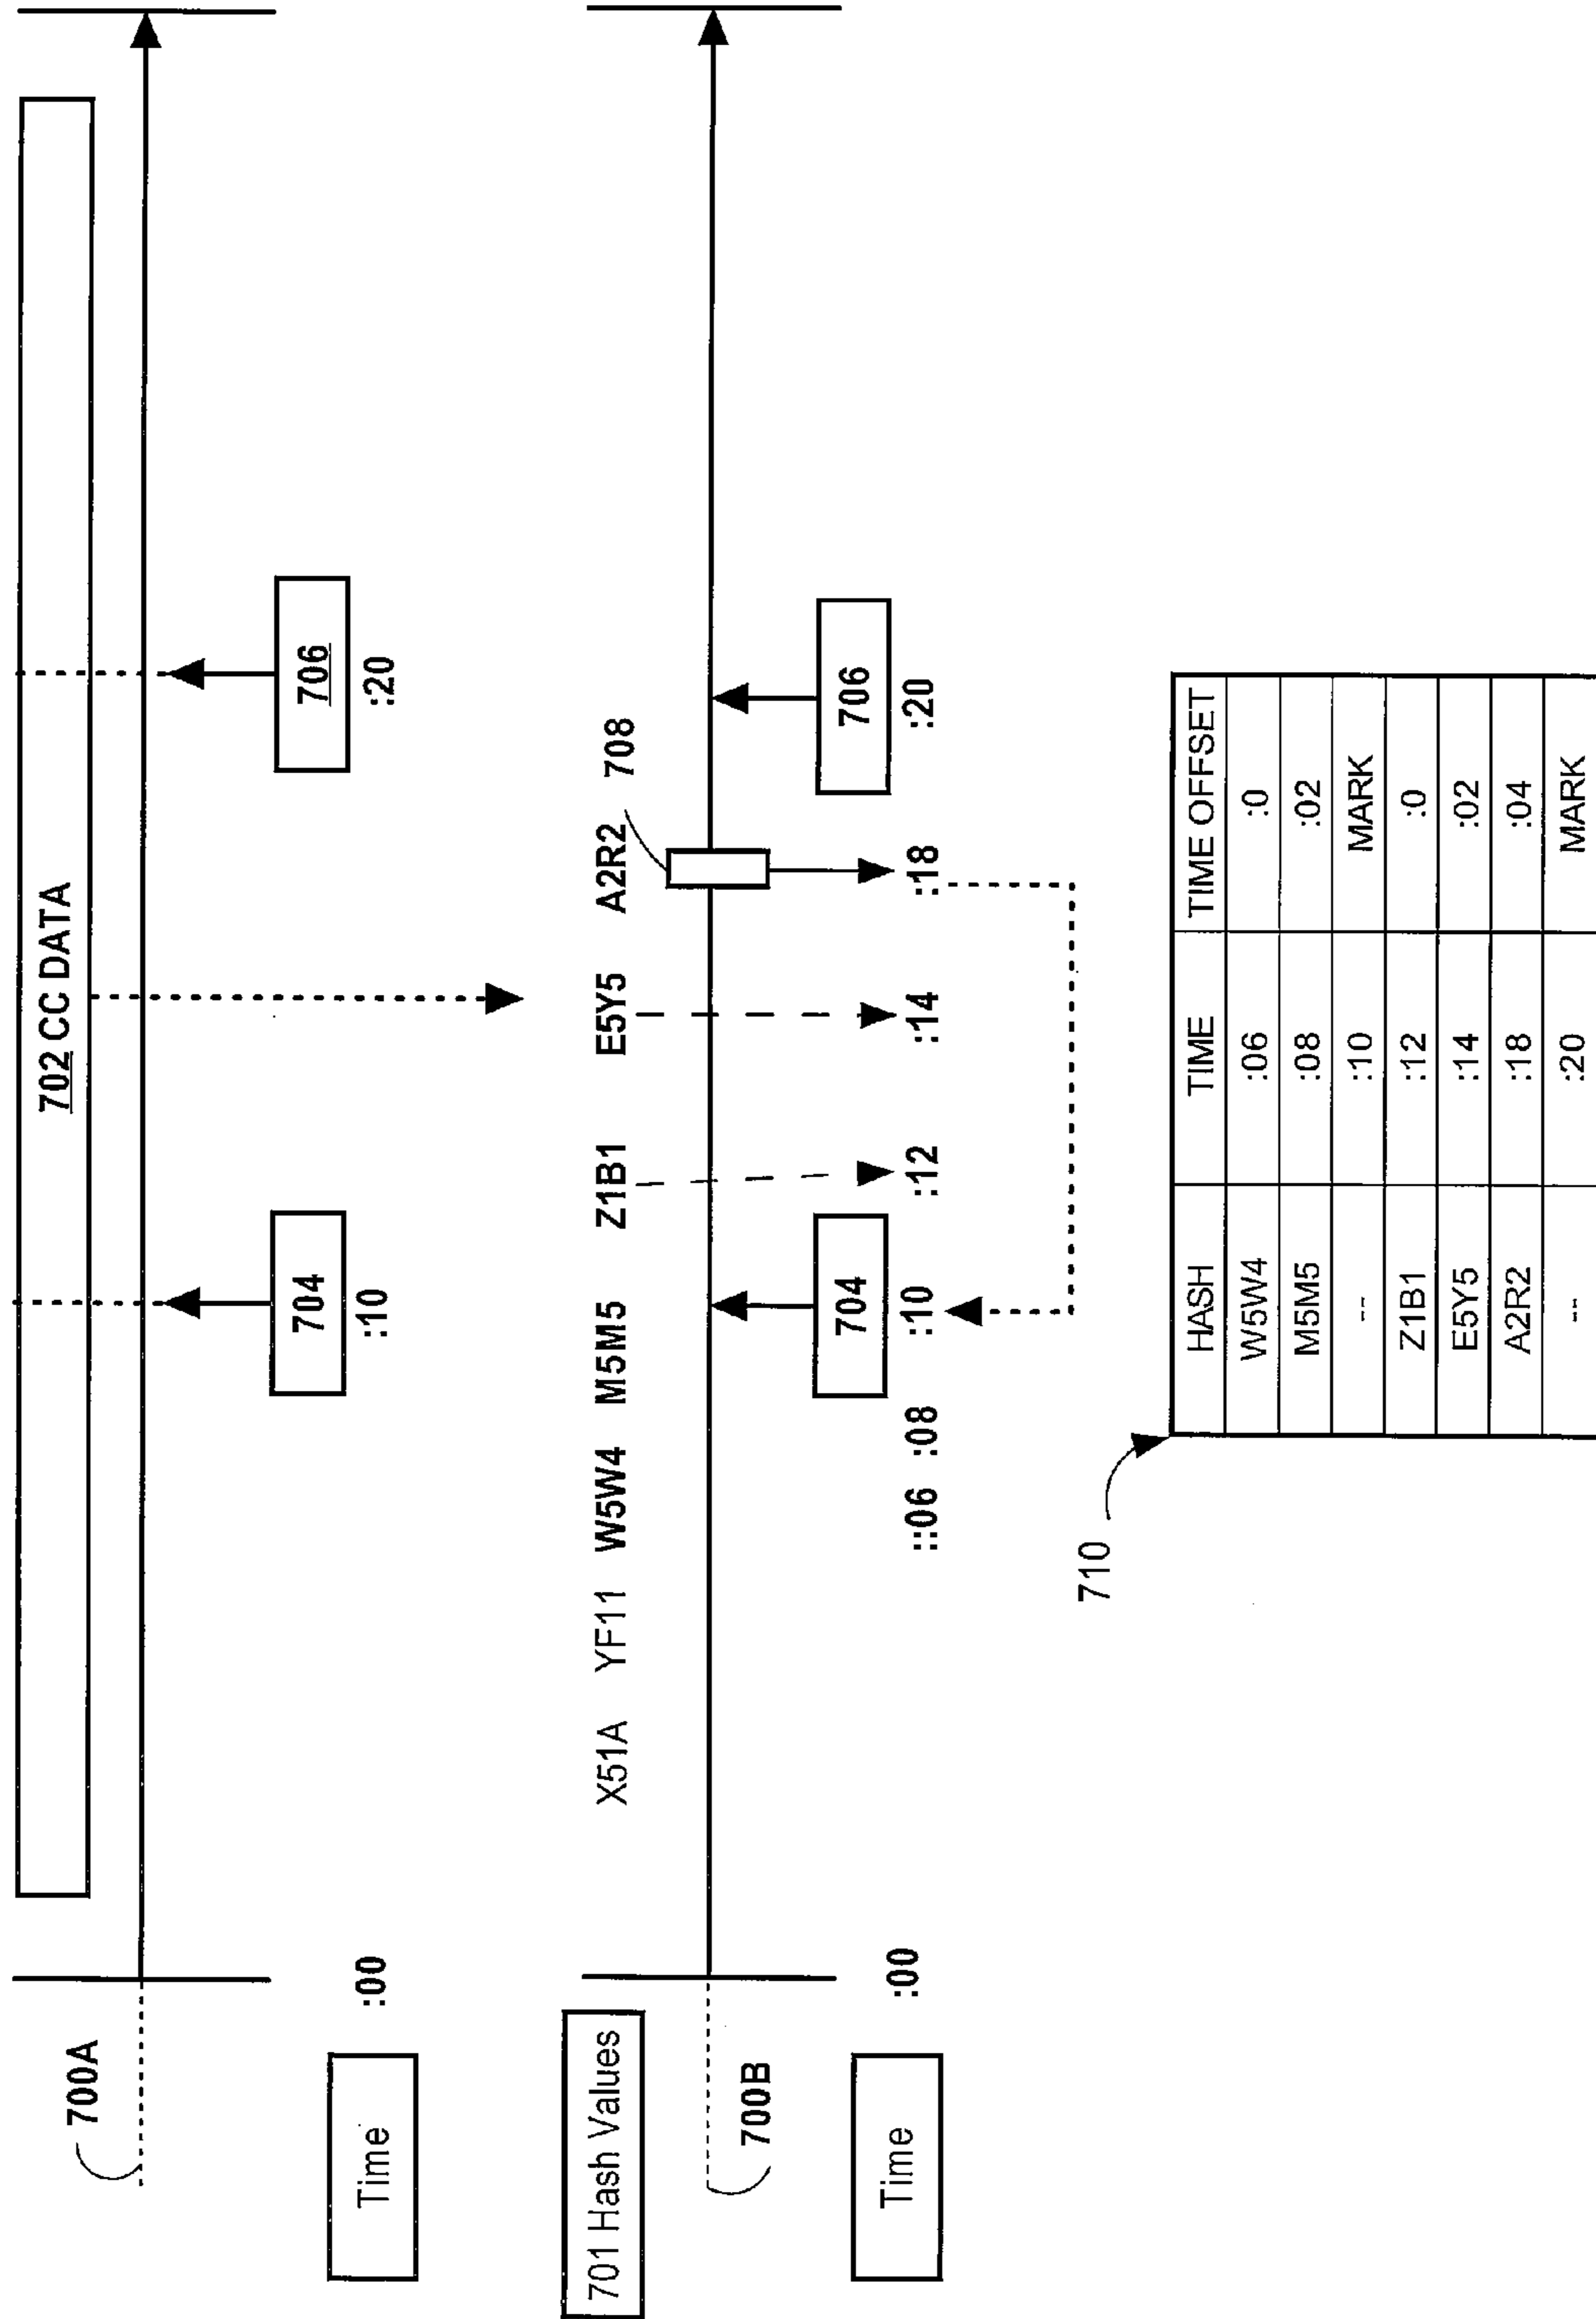 700A
702 CC DATA
704
706
Time
:00
:10
:20
701 Hash Values
X51A YF11 W5W4 M5M5 Z1B1 E5Y5 A2R2
708
700B
704
706
Time
:00
:::06 :08 :10 :12 :14 :18 :20
710
HASH TIME TIME OFFSET
W5W4 :06 :0
M5M5 :08 :02
-- :10 MARK
Z1B1 :12 :0
E5Y5 :14 :02
A2R2 :18 :04
-- :20 MARK